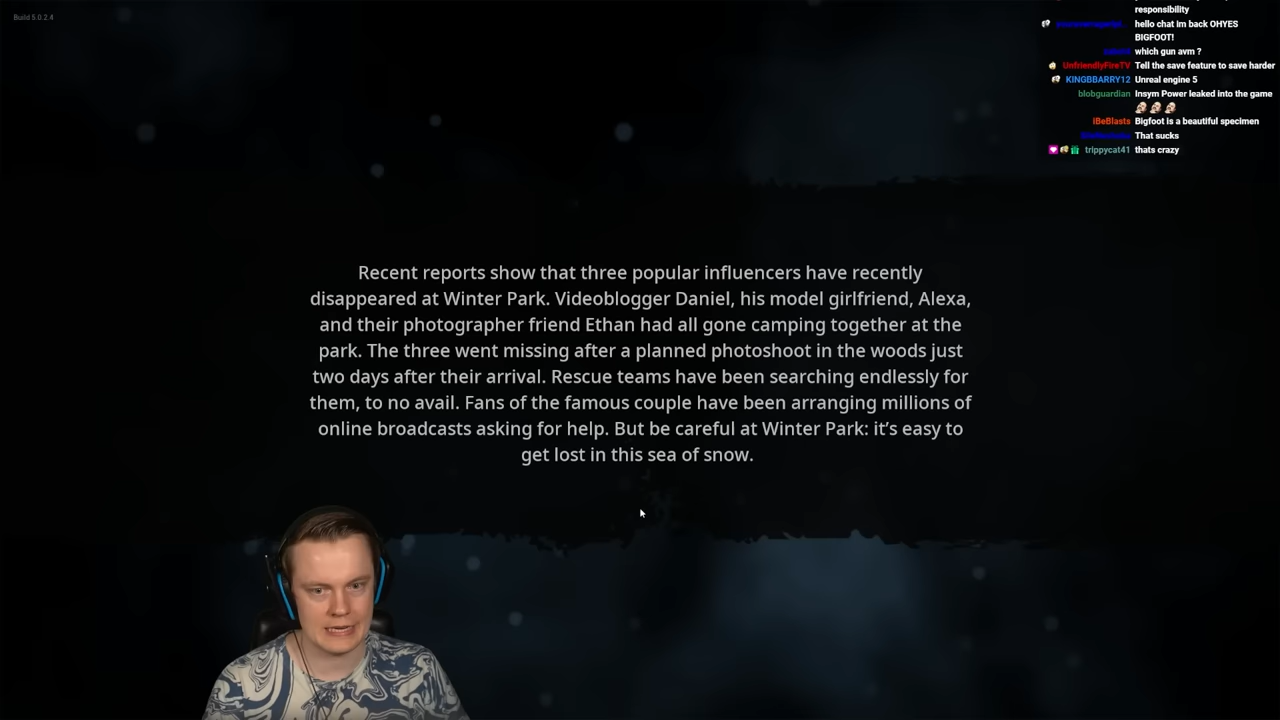 Build 5.0.2.4
responsibility
hello chat im back OHYES
BIGFOOT!
which gun avm ?
UnfriendlyFireTV Tell the save feature to save harder
KINGBBARRY12 Unreal engine 5
blobguardian Insym Power leaked into the game
iBeBlasts Bigfoot is a beautiful specimen
That sucks
trippycat41 thats crazy
Recent reports show that three popular influencers have recently
disappeared at Winter Park. Videoblogger Daniel, his model girlfriend, Alexa,
and their photographer friend Ethan had all gone camping together at the
park. The three went missing after a planned photoshoot in the woods just
two days after their arrival. Rescue teams have been searching endlessly for
them, to no avail. Fans of the famous couple have been arranging millions of
online broadcasts asking for help. But be careful at Winter Park: it’s easy to
get lost in this sea of snow.